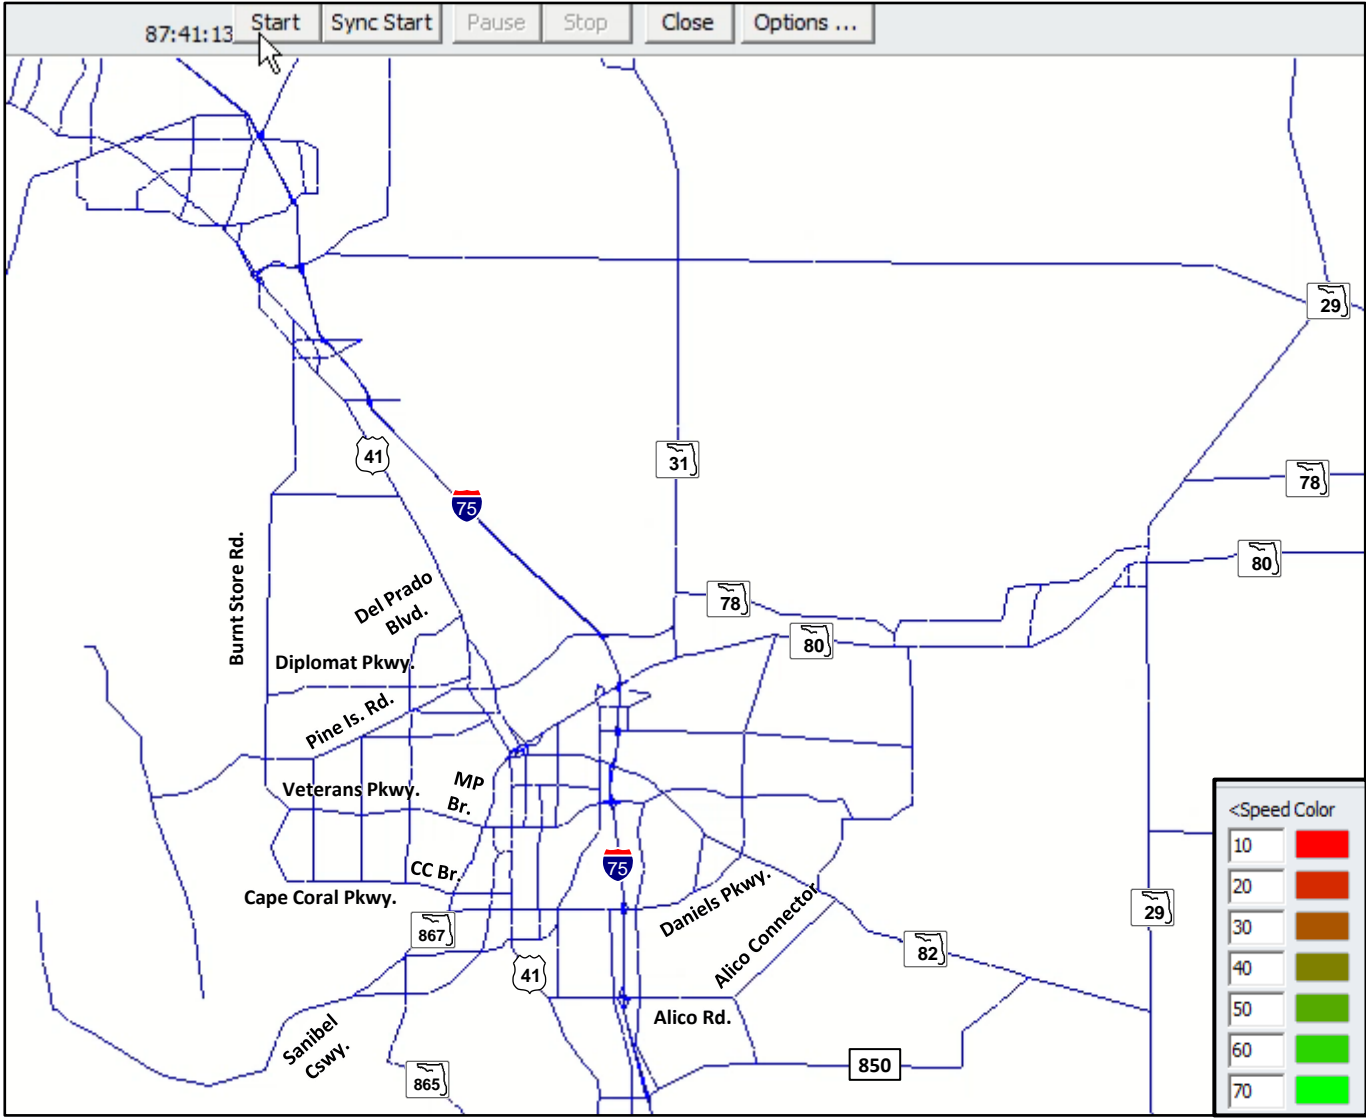 87:41:13 Start Sync Start Pause Stop Close Options ...
29
41
31
75
78
80
Burnt Store Rd.
Del Prado
Blvd.
78
80
Diplomat Pkwy.
Pine Is. Rd.
Veterans Pkwy.
MP
Br.
75
CC Br.
Cape Coral Pkwy.
Daniels Pkwy.
Alico Connector
867
29
82
41
Alico Rd.
Sanibel
Cswy.
850
865
<Speed Color
10
20
30
40
50
60
70